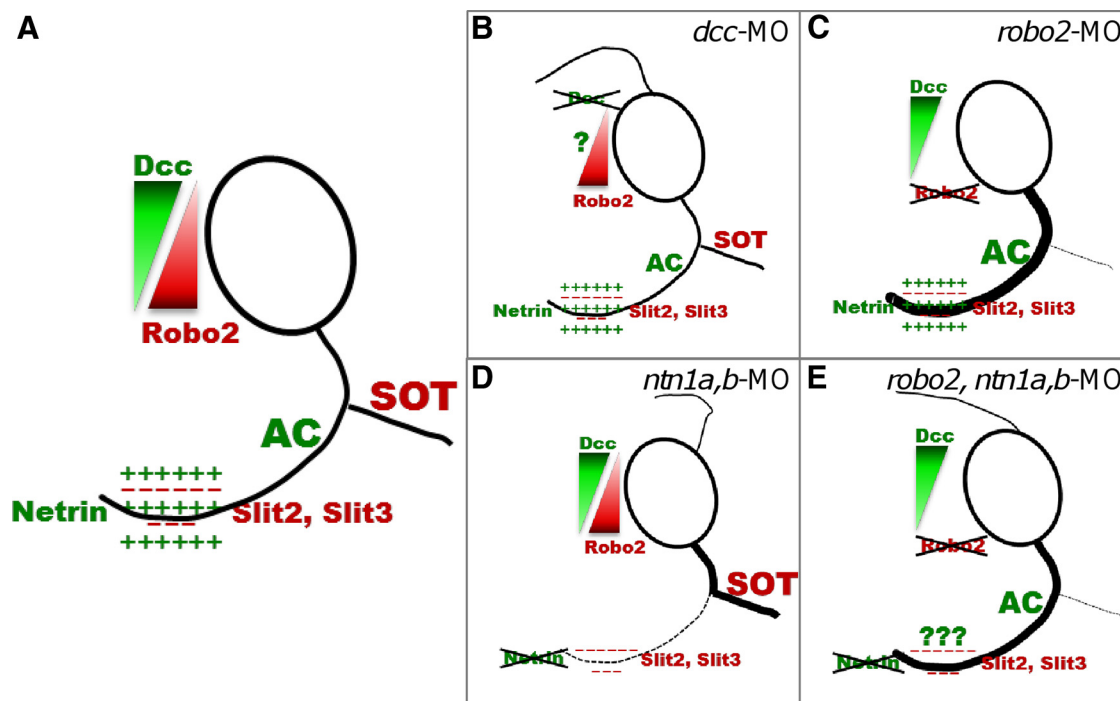 A
Dcc
Robo2
SOT
AC
++++++
------
Netrin ++++++ Slit2, Slit3
---
++++++
B
dcc-MO
Dcc
?
Robo2
SOT
AC
++++++
------
Netrin ++++++ Slit2, Slit3
---
++++++
C
robo2-MO
Dcc
Robo2
AC
++++++
------
Netrin ++++++ Slit2, Slit3
++++++
D
ntn1a,b-MO
Dcc
Robo2
SOT
------
Netrin Slit2, Slit3
---
E
robo2, ntn1a,b-MO
Dcc
Robo2
AC
???
------
Netrin Slit2, Slit3
---